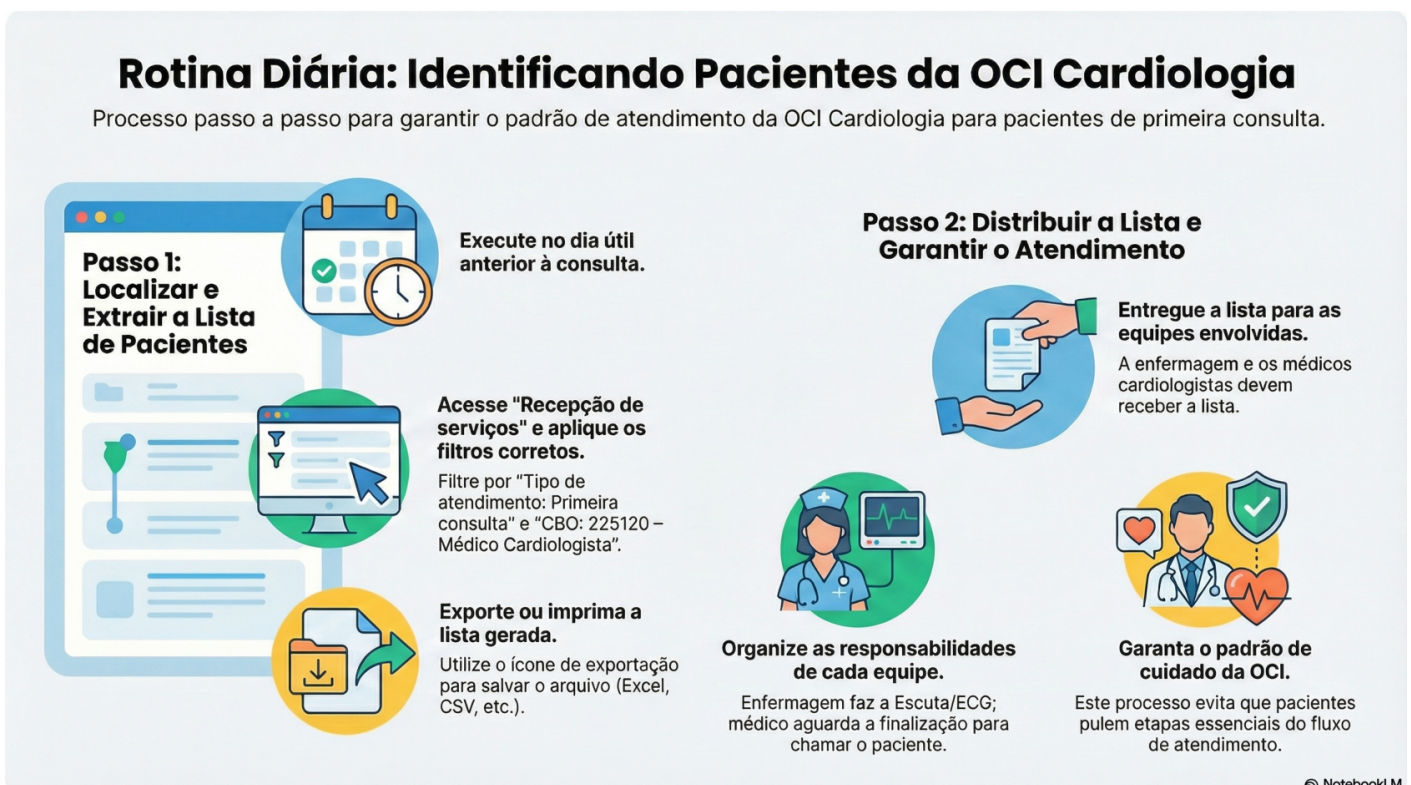 Rotina Diária: Identificando Pacientes da OCI Cardiologia
Processo passo a passo para garantir o padrão de atendimento da OCI Cardiologia para pacientes de primeira consulta.
Passo 1:
Localizar e
Extrair a Lista
de Pacientes
Execute no dia útil
anterior à consulta.
Acesse "Recepção de
serviços" e aplique os
filtros corretos.
Filtre por "Tipo de
atendimento: Primeira
consulta" e "CBO: 225120 –
Médico Cardiologista".
Exporte ou imprima a
lista gerada.
Utilize o ícone de exportação
para salvar o arquivo (Excel,
CSV, etc.).
Passo 2: Distribuir a Lista e
Garantir o Atendimento
Entregue a lista para as
equipes envolvidas.
A enfermagem e os médicos
cardiologistas devem
receber a lista.
Organize as responsabilidades
de cada equipe.
Enfermagem faz a Escuta/ECG;
médico aguarda a finalização para
chamar o paciente.
Garanta o padrão de
cuidado da OCI.
Este processo evita que pacientes
pulem etapas essenciais do fluxo
de atendimento.
NotebookLM